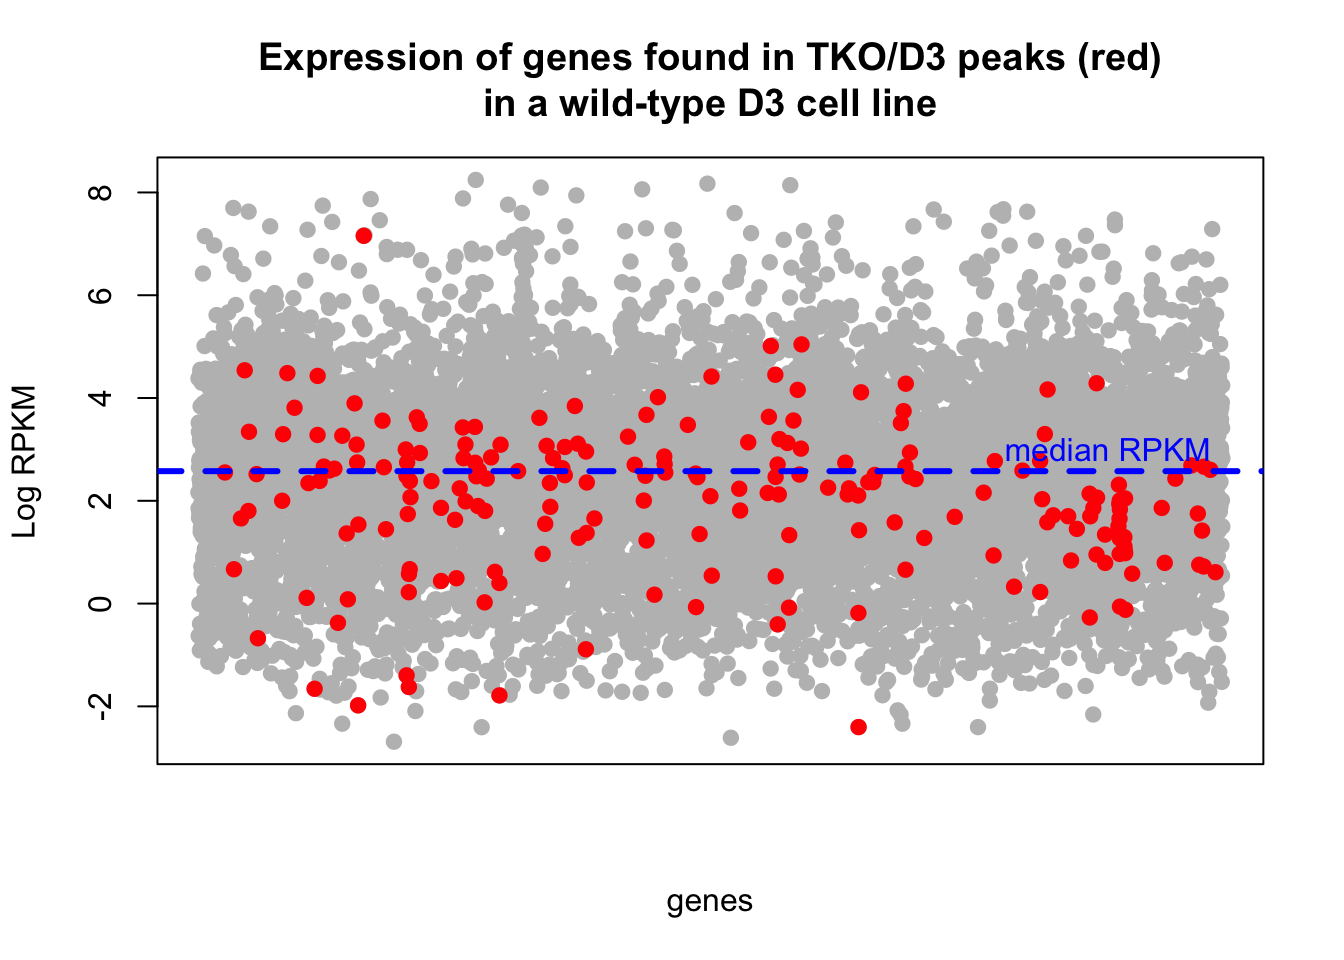 Expression of genes found in TKO/D3 peaks (red)
in a wild-type D3 cell line
Log RPKM
8
6
4
2
0
-2
median RPKM
genes